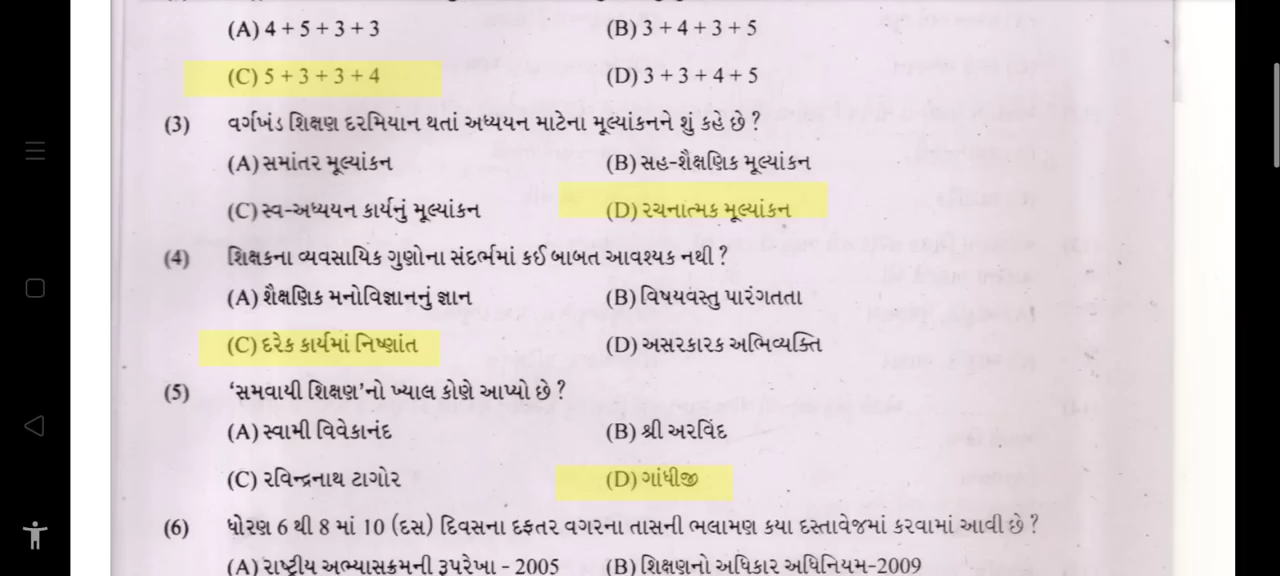 (A) 4 + 5 + 3 + 3 (B) 3 + 4 + 3 + 5
(C) 5 + 3 + 3 + 4 (D) 3 + 3 + 4 + 5
(3) વર્ગખંડ શિક્ષણ દરમિયાન થતાં અધ્યયન માટેના મૂલ્યાંકનને શું કહે છે ?
(A) સમાંતર મૂલ્યાંકન (B) સહ-શૈક્ષણિક મૂલ્યાંકન
(C) સ્વ-અધ્યયન કાર્યનું મૂલ્યાંકન (D) રચનાત્મક મૂલ્યાંકન
(4) શિક્ષકના વ્યવસાયિક ગુણોના સંદર્ભમાં કઈ બાબત આવશ્યક નથી ?
(A) શૈક્ષણિક મનોવિજ્ઞાનનું જ્ઞાન (B) વિષયવસ્તુ પારંગતતા
(C) દરેક કાર્યમાં નિષ્ણાંત (D) અસરકારક અભિવ્યક્તિ
(5) ‘સમવાયી શિક્ષણ’નો ખ્યાલ કોણે આપ્યો છે ?
(A) સ્વામી વિવેકાનંદ (B) શ્રી અરવિંદ
(C) રવિન્દ્રનાથ ટાગોર (D) ગાંધીજી
(6) ધોરણ 6 થી 8 માં 10 (દસ) દિવસના દફતર વગરના તાસની ભલામણ કયા દસ્તાવેજમાં કરવામાં આવી છે ?
(A) રાષ્ટ્રીય અભ્યાસક્રમની રૂપરેખા - 2005 (B) શિક્ષણનો અધિકાર અધિનિયમ-2009